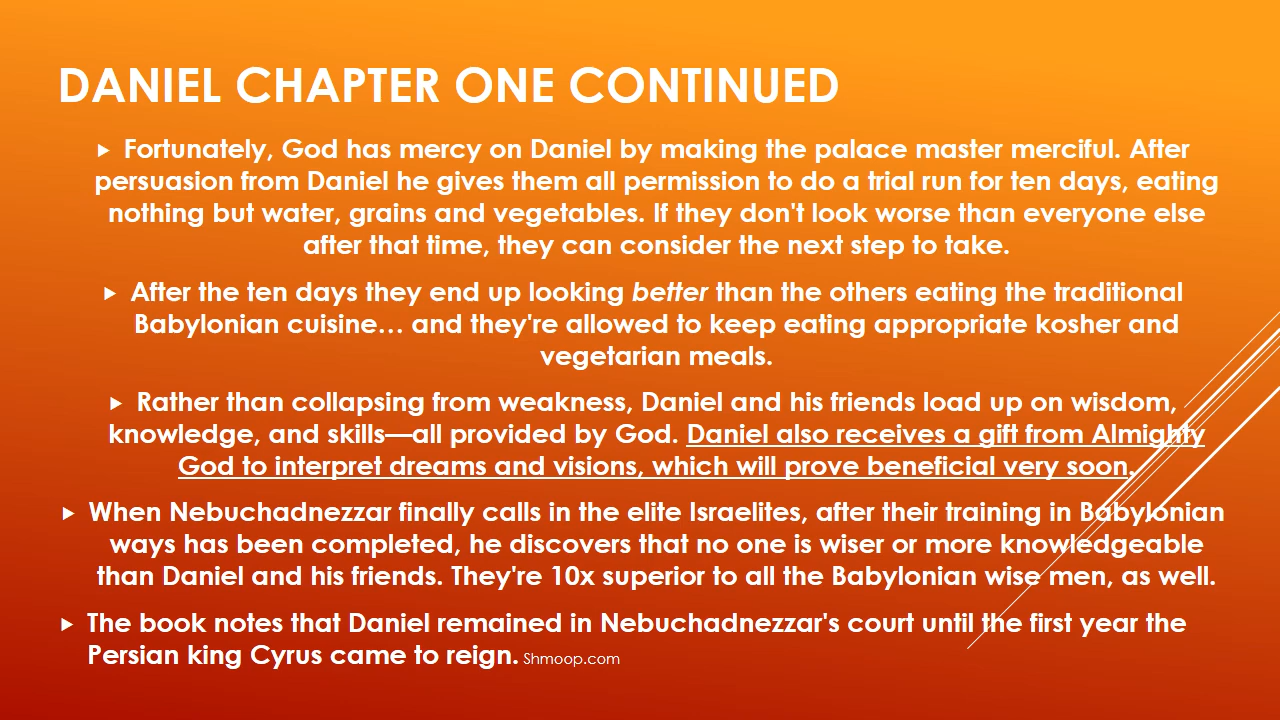 DANIEL CHAPTER ONE CONTINUED
Fortunately, God has mercy on Daniel by making the palace master merciful. After
persuasion from Daniel he gives them all permission to do a trial run for ten days, eating
nothing but water, grains and vegetables. If they don't look worse than everyone else
after that time, they can consider the next step to take.
After the ten days they end up looking better than the others eating the traditional
Babylonian cuisine… and they're allowed to keep eating appropriate kosher and
vegetarian meals.
Rather than collapsing from weakness, Daniel and his friends load up on wisdom,
knowledge, and skills—all provided by God. Daniel also receives a gift from Almighty
God to interpret dreams and visions, which will prove beneficial very soon.
When Nebuchadnezzar finally calls in the elite Israelites, after their training in Babylonian
ways has been completed, he discovers that no one is wiser or more knowledgeable
than Daniel and his friends. They're 10x superior to all the Babylonian wise men, as well.
The book notes that Daniel remained in Nebuchadnezzar's court until the first year the
Persian king Cyrus came to reign. Shmoop.com